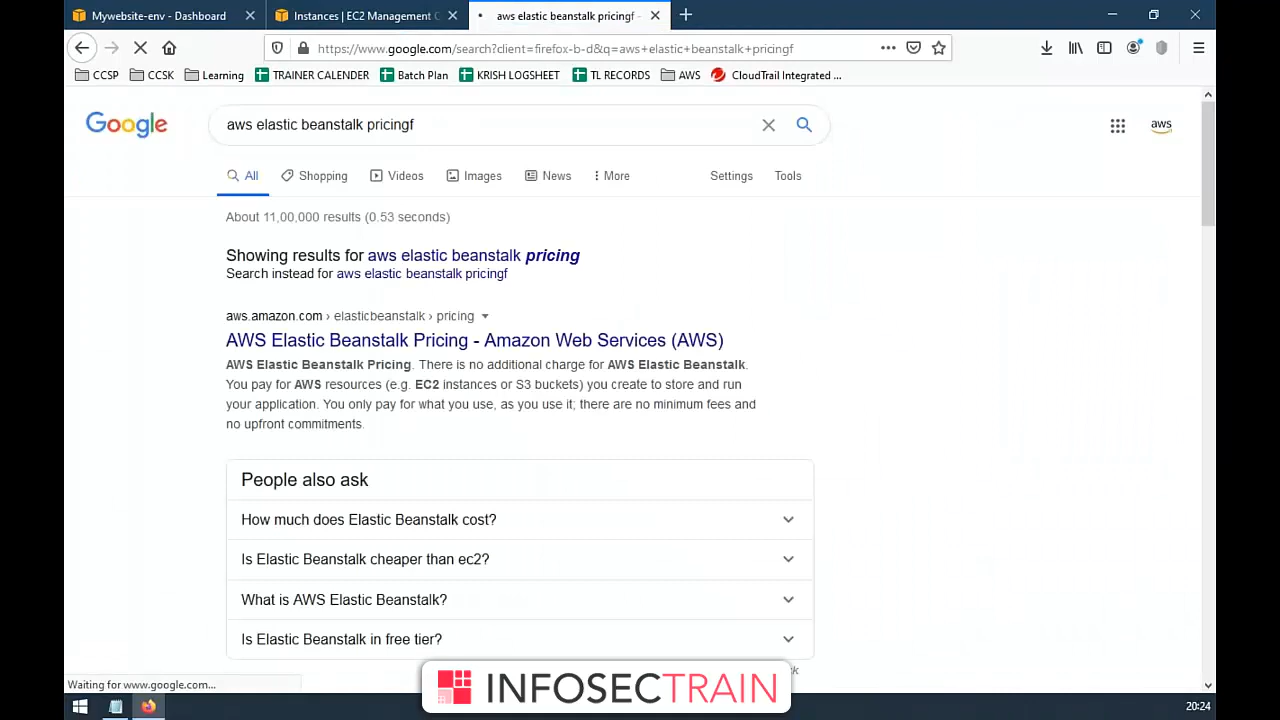 Mywebsite-env - Dashboard
Instances | EC2 Management C
aws elastic beanstalk pricingf -
https://www.google.com/search?client=firefox-b-d&q=aws+elastic+beanstalk+pricingf
CCSP
CCSK
Learning
TRAINER CALENDER
Batch Plan
KRISH LOGSHEET
TL RECORDS
AWS
CloudTrail Integrated ...
Google
aws elastic beanstalk pricingf
aws
All
Shopping
Videos
Images
News
More
Settings
Tools
About 11,00,000 results (0.53 seconds)
Showing results for aws elastic beanstalk pricing
Search instead for aws elastic beanstalk pricingf
aws.amazon.com › elasticbeanstalk › pricing
AWS Elastic Beanstalk Pricing - Amazon Web Services (AWS)
AWS Elastic Beanstalk Pricing. There is no additional charge for AWS Elastic Beanstalk.
You pay for AWS resources (e.g. EC2 instances or S3 buckets) you create to store and run
your application. You only pay for what you use, as you use it; there are no minimum fees and
no upfront commitments.
People also ask
How much does Elastic Beanstalk cost?
Is Elastic Beanstalk cheaper than ec2?
What is AWS Elastic Beanstalk?
Is Elastic Beanstalk in free tier?
Waiting for www.google.com...
INFOSECTRAIN
20:24